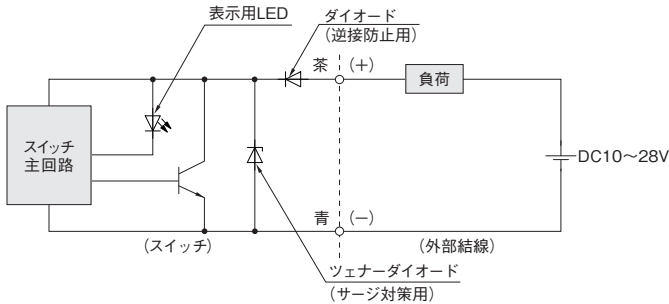 表示用LED
ダイオード
(逆接防止用)
茶
(+)
負荷
スイッチ
主回路
DC10～28V
青
(−)
(スイッチ)
(外部結線)
ツェナーダイオード
(サージ対策用)